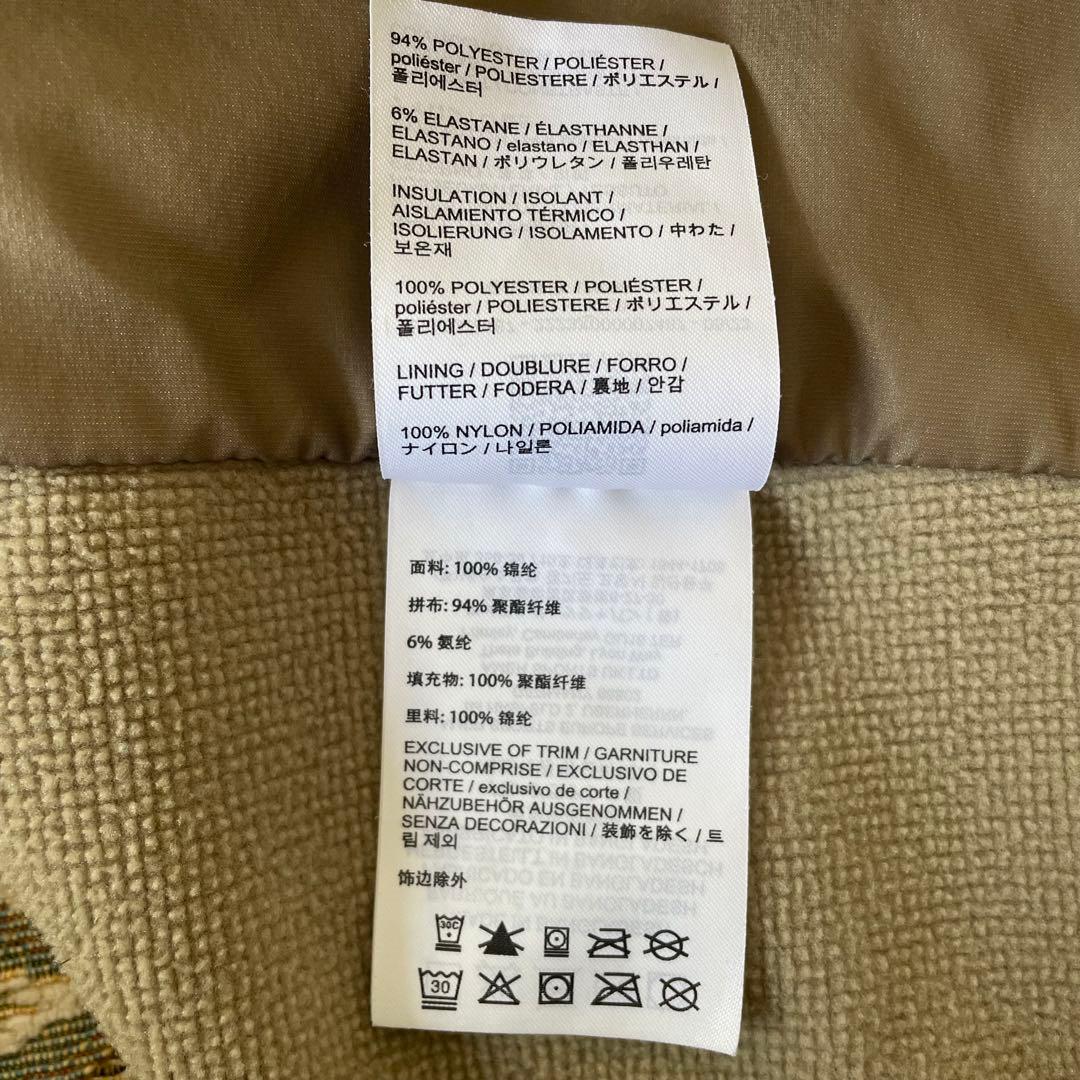 94% POLYESTER / POLIÉSTER /
poliéster / POLIESTERE / ポリエステル /
폴리에스터
6% ELASTANE / ÉLASTHANNE /
ELASTANO / elastano / ELASTHAN /
ELASTAN / ポリウレタン / 폴리우레탄
INSULATION / ISOLANT /
AISLAMIENTO TÉRMICO /
ISOLIERUNG / ISOLAMENTO / 中わた /
보온재
100% POLYESTER / POLIÉSTER /
poliéster / POLIESTERE / ポリエステル /
폴리에스터
LINING / DOUBLURE / FORRO /
FUTTER / FODERA / 裏地 / 안감
100% NYLON / POLIAMIDA / poliamida /
ナイロン / 나일론
面料: 100% 锦纶
拼布: 94% 聚酯纤维
6% 氨纶
填充物: 100% 聚酯纤维
里料: 100% 锦纶
EXCLUSIVE OF TRIM / GARNITURE
NON-COMPRISE / EXCLUSIVO DE
CORTE / exclusivo de corte /
NÄHZUBEHÖR AUSGENOMMEN /
SENZA DECORAZIONI / 装飾を除く / 트
림 제외
饰边除外
30C
30